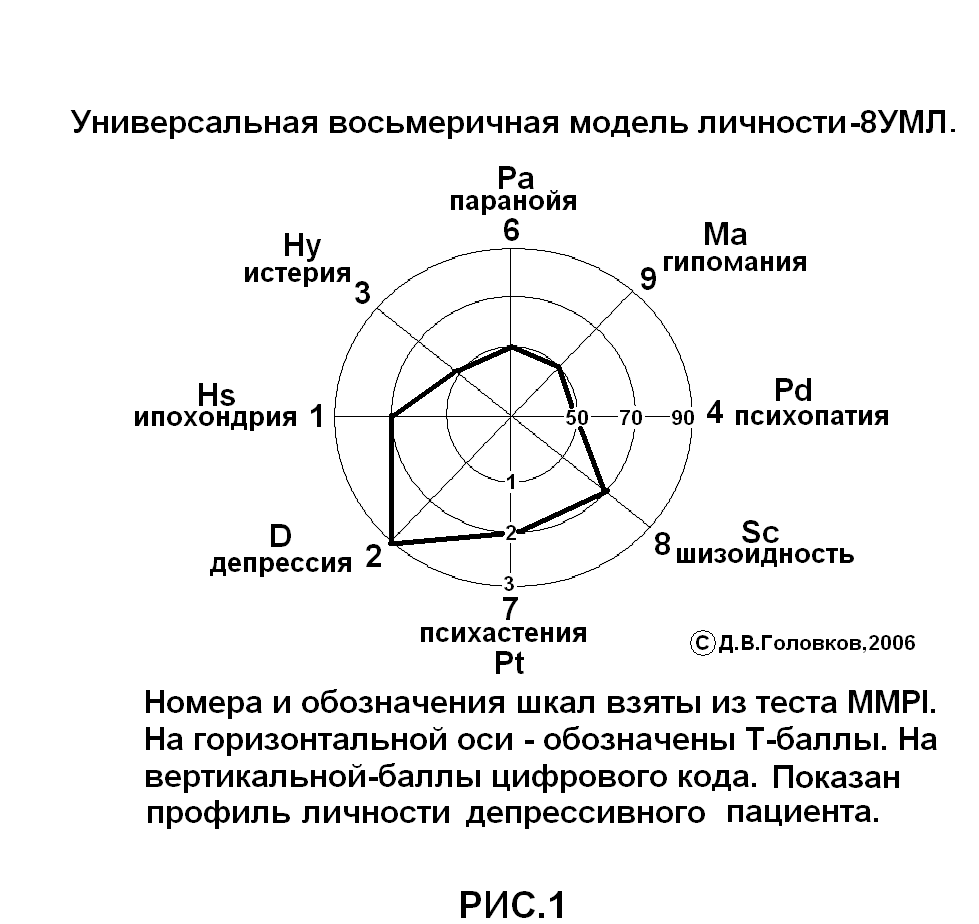 Универсальная восьмеричная модель личности-8УМЛ.
Pa
паранойя
6
Ma
гипомания
9
Hy
истерия
3
Hs
ипохондрия 1
50 70 90
4
Pd
психопатия
1
2
3
D
депрессия 2
Sc
8 шизоидность
7
психастения
Pt
©Д.В.Головков,2006
Номера и обозначения шкал взяты из теста MMPI.
На горизонтальной оси - обозначены Т-баллы. На
вертикальной-баллы цифрового кода. Показан
профиль личности депрессивного пациента.
РИС.1